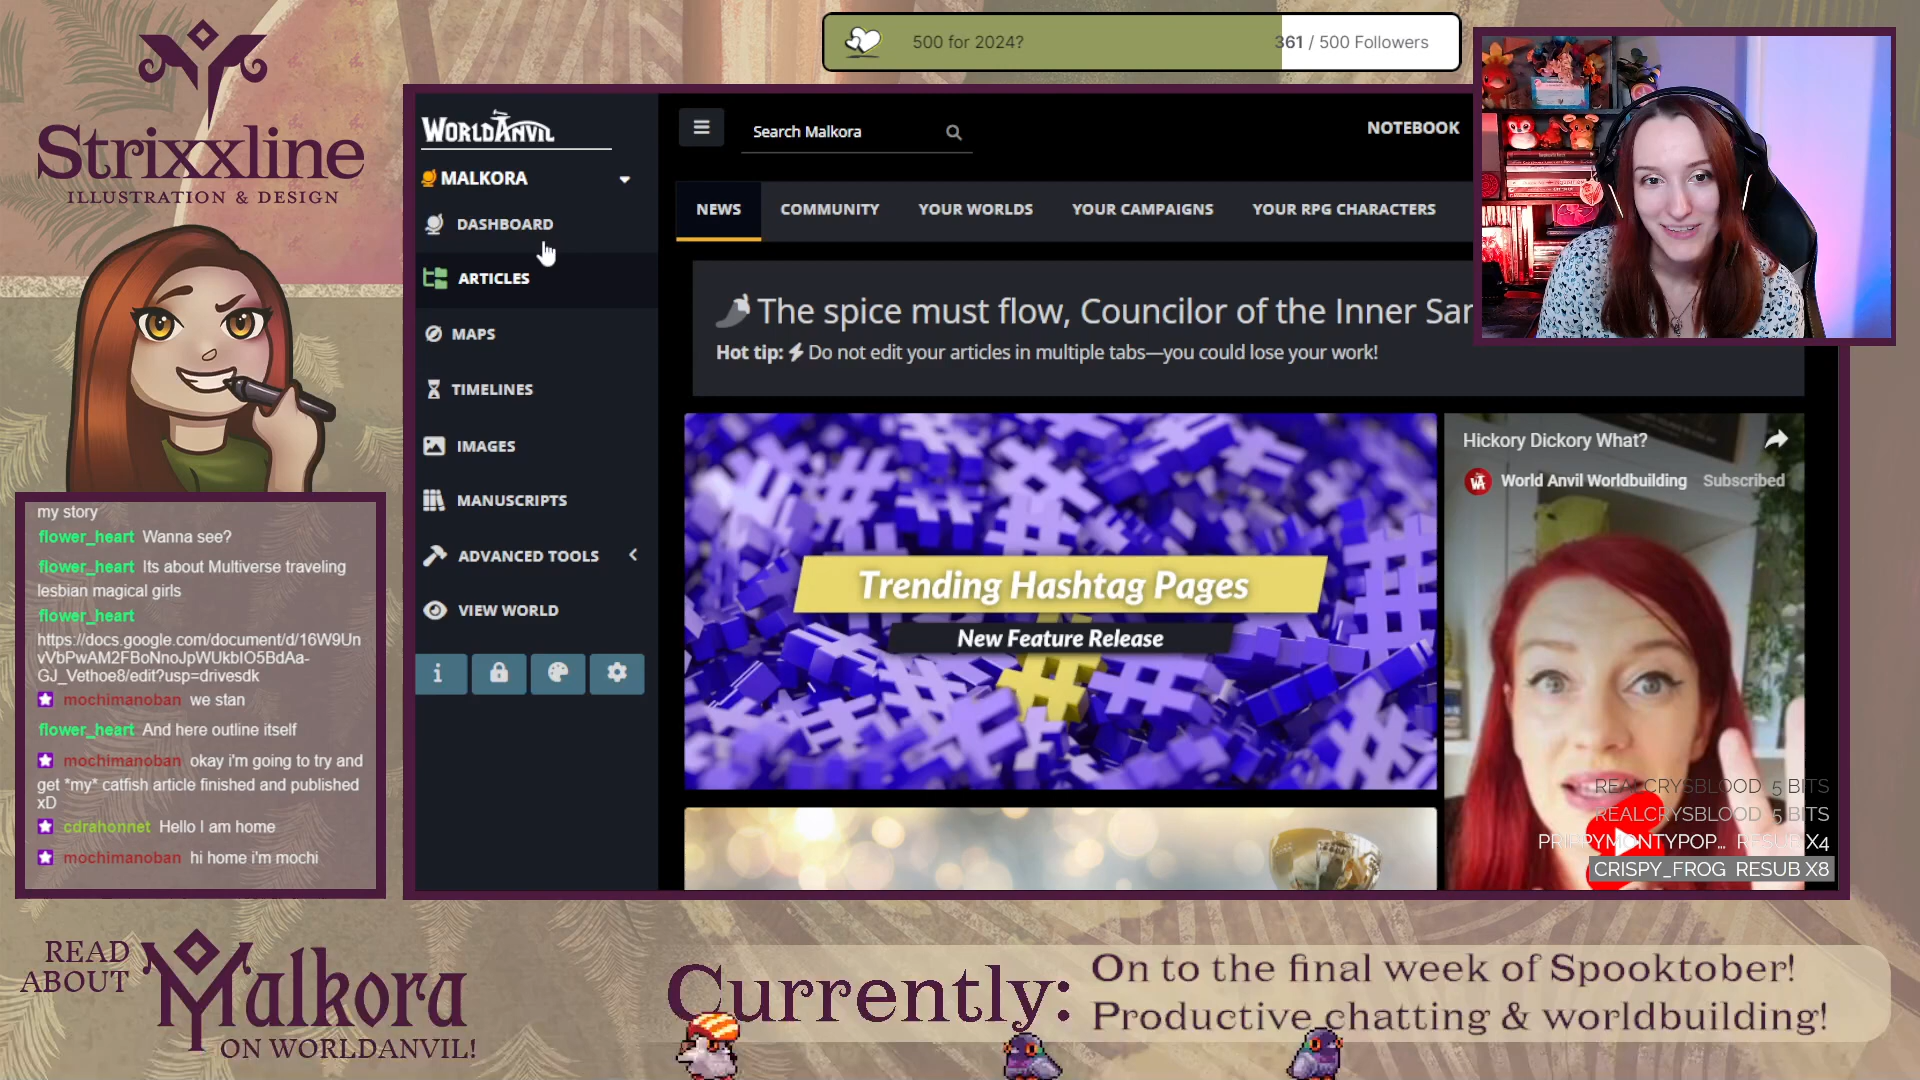 Strixxline
ILLUSTRATION & DESIGN
500 for 2024?
361 / 500 Followers
WORLDANVIL
MALKORA
DASHBOARD
ARTICLES
MAPS
TIMELINES
IMAGES
MANUSCRIPTS
ADVANCED TOOLS
VIEW WORLD
Search Malkora
NOTEBOOK
NEWS
COMMUNITY
YOUR WORLDS
YOUR CAMPAIGNS
YOUR RPG CHARACTERS
The spice must flow, Councilor of the Inner Sar
Hot tip: Do not edit your articles in multiple tabs—you could lose your work!
Trending Hashtag Pages
New Feature Release
Hickory Dickory What?
WA World Anvil Worldbuilding Subscribed
REALCRYSBLOOD 5 BITS
REALCRYSBLOOD 5 BITS
PRIPPYMONTYPOP... RESUB X4
CRISPY_FROG RESUB X8
my story
flower_heart Wanna see?
flower_heart Its about Multiverse traveling
lesbian magical girls
flower_heart
https://docs.google.com/document/d/16W9Un
vVbPwAM2FBoNnoJpWUkbIO5BdAa-
GJ_Vethoe8/edit?usp=drivesdk
mochimanoban we stan
flower_heart And here outline itself
mochimanoban okay i'm going to try and
get *my* catfish article finished and published
xD
cdrahonnet Hello I am home
mochimanoban hi home i'm mochi
READ
ABOUT
Malkora
ON WORLDANVIL!
Currently:
On to the final week of Spooktober!
Productive chatting & worldbuilding!